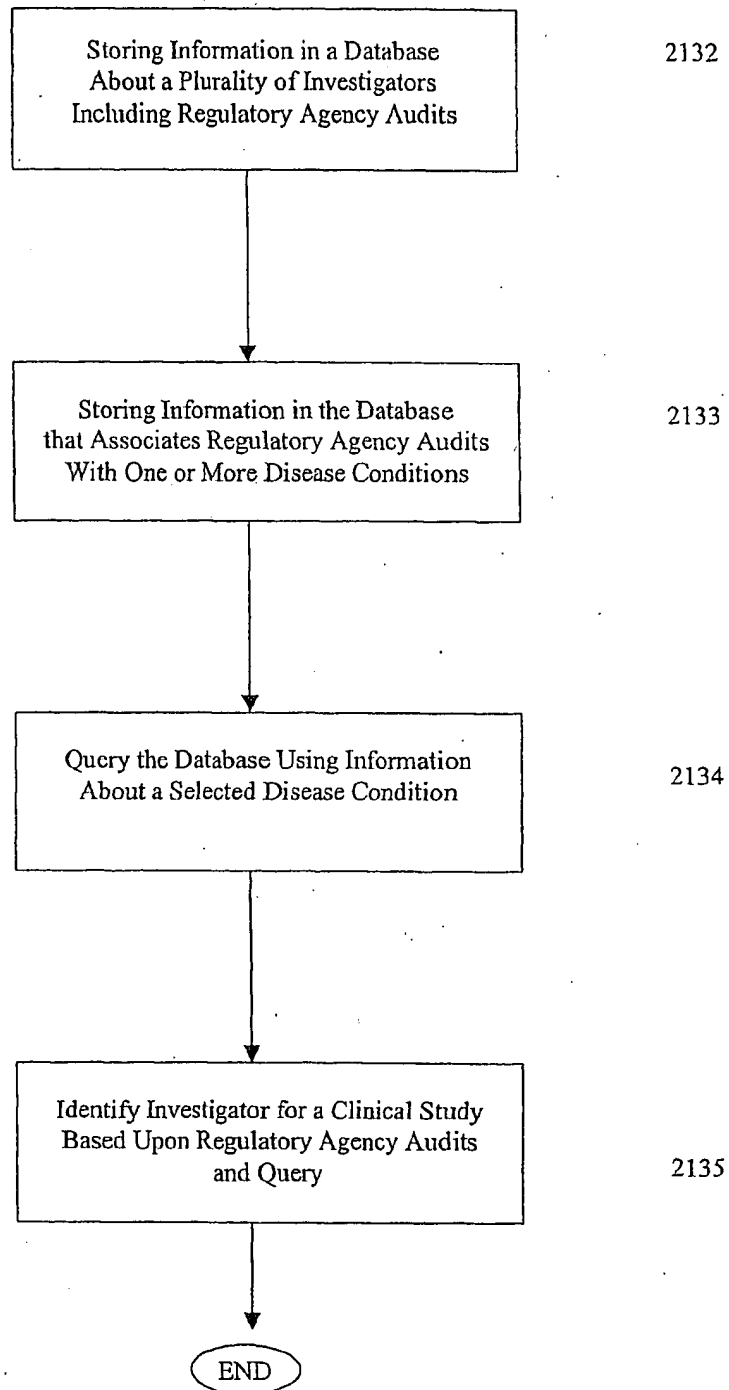 Storing Information in a Database
About a Plurality of Investigators
Including Regulatory Agency Audits
2132
Storing Information in the Database
that Associates Regulatory Agency Audits
With One or More Disease Conditions
2133
Query the Database Using Information
About a Selected Disease Condition
2134
Identify Investigator for a Clinical Study
Based Upon Regulatory Agency Audits
and Query
2135
END